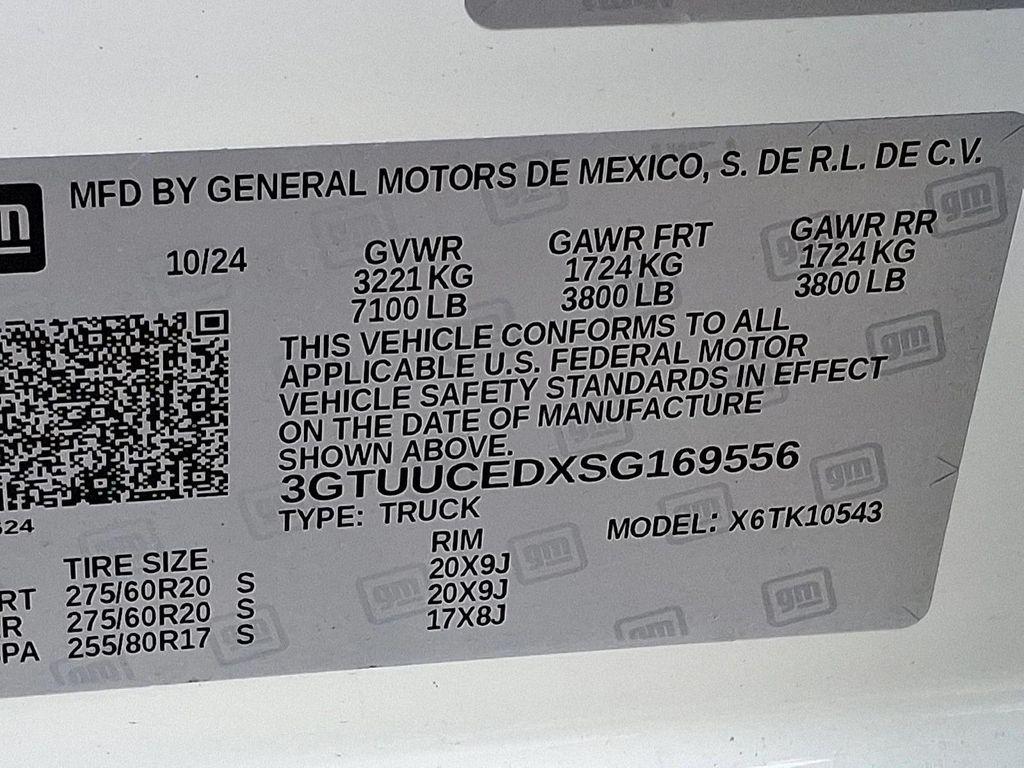 MFD BY GENERAL MOTORS DE MEXICO, S. DE R.L. DE C.V.
10/24
GVWR
3221 KG
7100 LB
GAWR FRT
1724 KG
3800 LB
GAWR RR
1724 KG
3800 LB
THIS VEHICLE CONFORMS TO ALL
APPLICABLE U.S. FEDERAL MOTOR
VEHICLE SAFETY STANDARDS IN EFFECT
ON THE DATE OF MANUFACTURE
SHOWN ABOVE.
3GTUUCEDXSG169556
TYPE: TRUCK
MODEL: X6TK10543
TIRE SIZE RIM
RT 275/60R20 S 20X9J
R 275/60R20 S 20X9J
PA 255/80R17 S 17X8J
gm